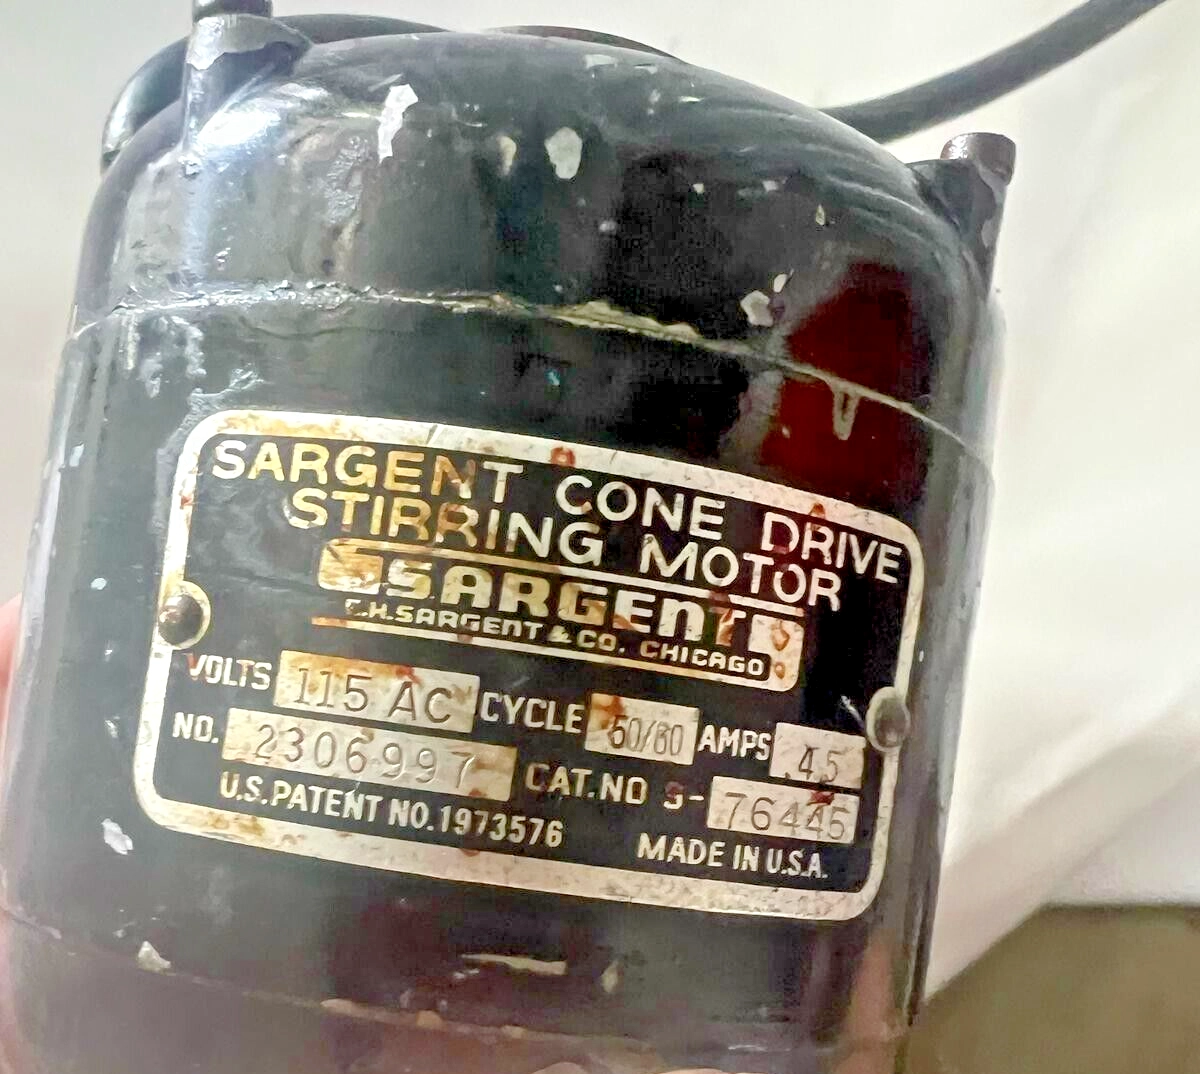 SARGENT CONE DRIVE
STIRRING MOTOR
SARGENT
E.H.SARGENT & CO. CHICAGO
VOLTS 115 AC CYCLE 50/60 AMPS .45
NO. 2306997 CAT.NO S-76445
U.S.PATENT NO.1973576 MADE IN U.S.A.